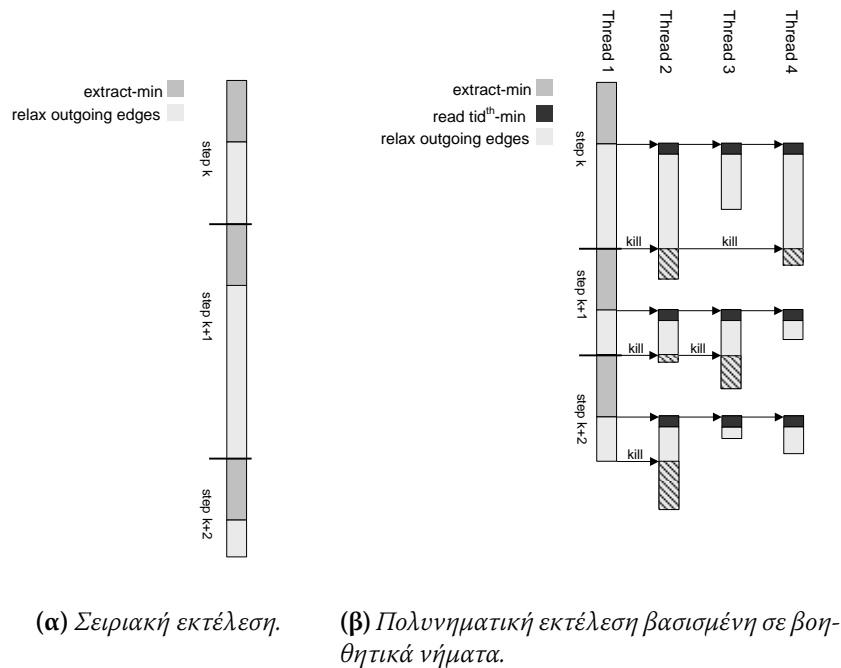 extract-min
relax outgoing edges
step k
step k+1
step k+2
Thread 1
Thread 2
Thread 3
Thread 4
extract-min
read tidth-min
relax outgoing edges
step k
kill
kill
step k+1
kill
kill
step k+2
kill
(α) Σειριακή εκτέλεση.
(β) Πολυνηματική εκτέλεση βασισμένη σε βοη-
θητικά νήματα.